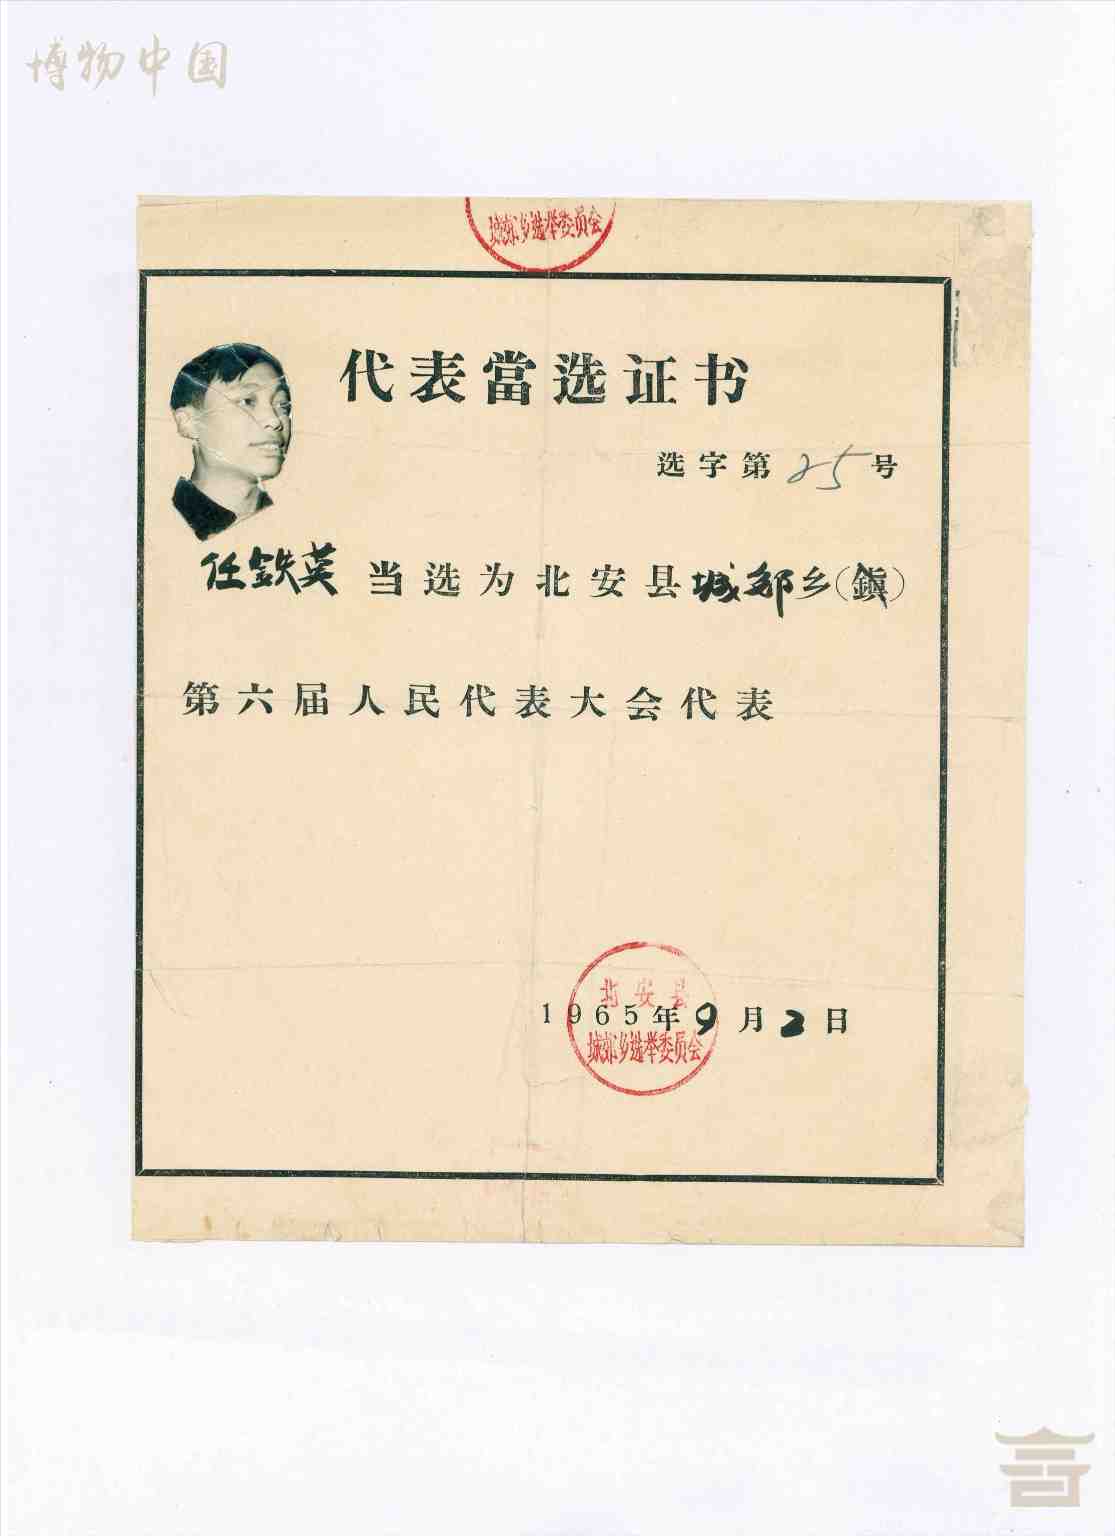 博物中国
城郊乡选举委员会
代表當选证书
选字第25号
任鉄英当选为北安县城郊乡(鎮)
第六届人民代表大会代表
北安县
1965年9月2日
城郊乡选举委员会